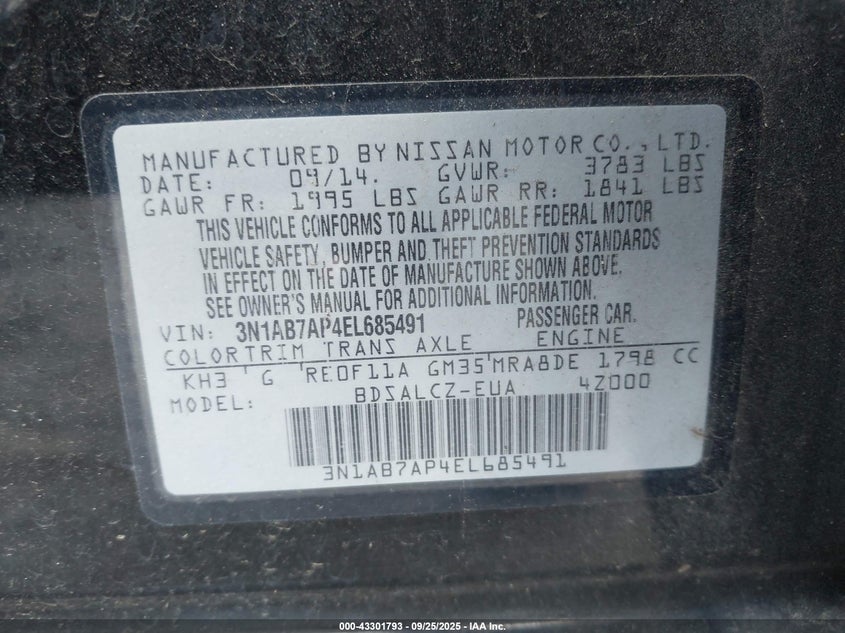 MANUFACTURED BY NISSAN MOTOR CO., LTD.
DATE: 09/14. GVWR: 3783 LBS
GAWR FR: 1995 LBS GAWR RR: 1841 LBS
THIS VEHICLE CONFORMS TO ALL APPLICABLE FEDERAL MOTOR
VEHICLE SAFETY, BUMPER AND THEFT PREVENTION STANDARDS
IN EFFECT ON THE DATE OF MANUFACTURE SHOWN ABOVE.
SEE OWNER'S MANUAL FOR ADDITIONAL INFORMATION.
VIN: 3N1AB7AP4EL685491 PASSENGER CAR.
COLOR TRIM TRANS AXLE ENGINE
KH3 G RE0F11A GM35 MRA8DE 1798 CC
MODEL: BDSALCZ-EUA 4Z000
3N1AB7AP4EL685491
000-43301793 - 09/25/2025 - IAA Inc.